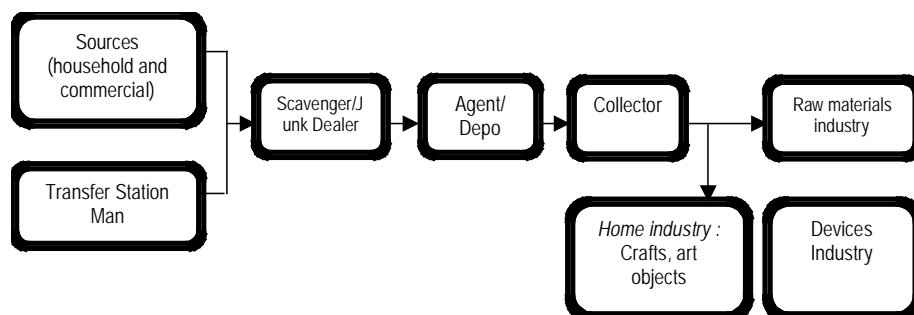 Sources
(household and
commercial)
Scavenger/J
unk Dealer
Agent/
Depo
Collector
Raw materials
industry
Transfer Station
Man
Home industry :
Crafts, art
objects
Devices
Industry